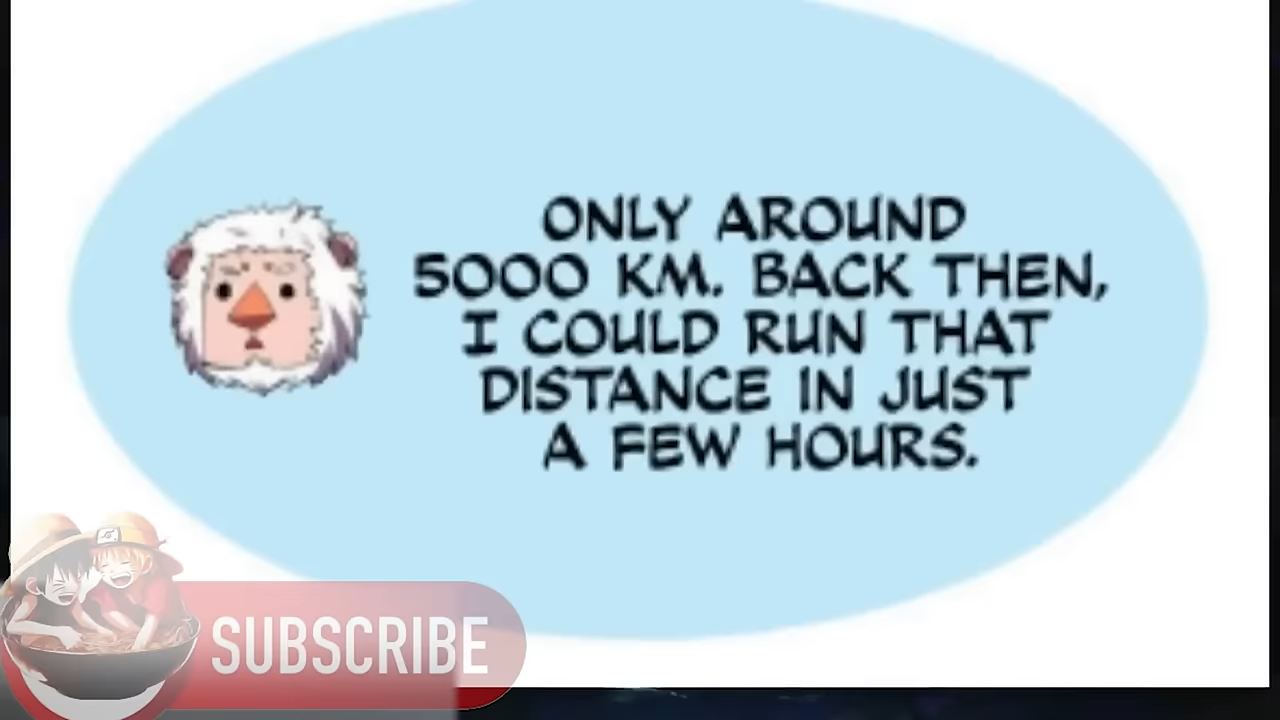 ONLY AROUND
5000 KM. BACK THEN,
I COULD RUN THAT
DISTANCE IN JUST
A FEW HOURS.
SUBSCRIBE